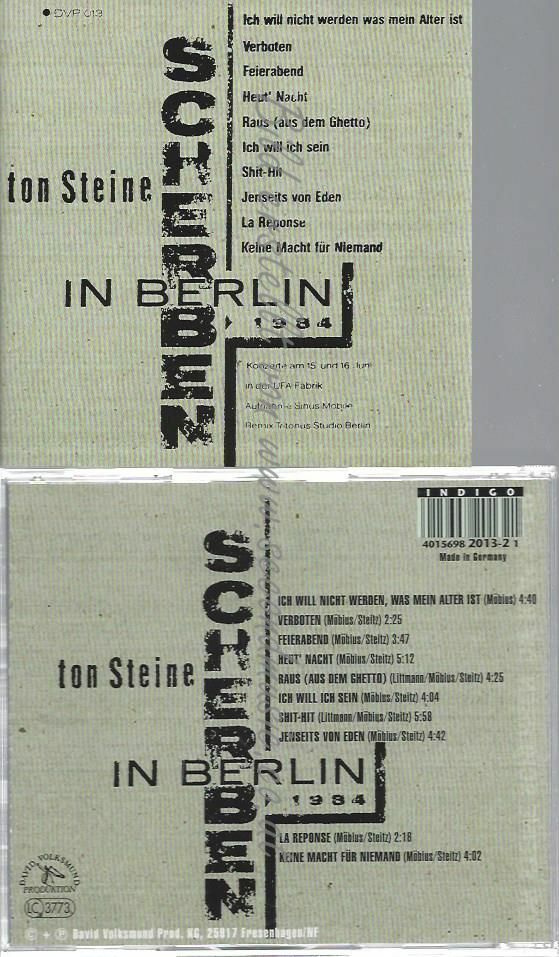 DVP 013
Ich will nicht werden was mein Alter ist
Verboten
Feierabend
Heut' Nacht
Raus (aus dem Ghetto)
Ich will ich sein
Shit-Hit
Jenseits von Eden
La Reponse
Keine Macht für Niemand
ton Steine
SCHERBEN
IN BERLIN
1984
Konzerte am 15. und 16. Juni
in der UFA-Fabrik
Aufnahme Sinus Mobile
Remix Tritonus Studio Berlin
INDIGO
4015698 2013-2 1
Made in Germany
ICH WILL NICHT WERDEN, WAS MEIN ALTER IST (Möbius) 4:40
VERBOTEN (Möbius/Steitz) 2:25
FEIERABEND (Möbius/Steitz) 3:47
HEUT' NACHT (Möbius/Steitz) 5:12
RAUS (AUS DEM GHETTO) (Littmann/Möbius/Steitz) 4:25
ICH WILL ICH SEIN (Möbius/Steitz) 4:04
SHIT-HIT (Littmann/Möbius/Steitz) 5:58
JENSEITS VON EDEN (Möbius/Steitz) 4:42
ton Steine
SCHERBEN
IN BERLIN
1984
LA REPONSE (Möbius/Steitz) 2:18
KEINE MACHT FÜR NIEMAND (Möbius/Steitz) 4:02
DAVID VOLKSMUND
PRODUKTION
LC 3773
© + ℗ David Volksmund Prod. KG, 25917 Fresenhagen/NF